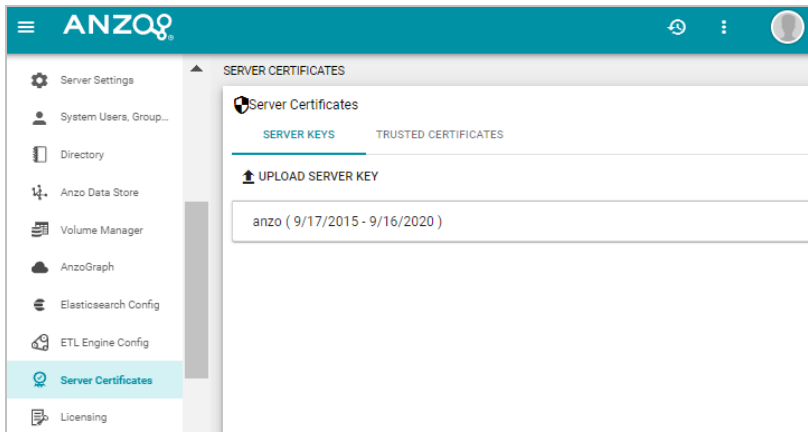 ANZO®
Server Settings
System Users, Group...
Directory
Anzo Data Store
Volume Manager
AnzoGraph
Elasticsearch Config
ETL Engine Config
Server Certificates
Licensing
SERVER CERTIFICATES
Server Certificates
SERVER KEYS TRUSTED CERTIFICATES
UPLOAD SERVER KEY
anzo ( 9/17/2015 - 9/16/2020 )